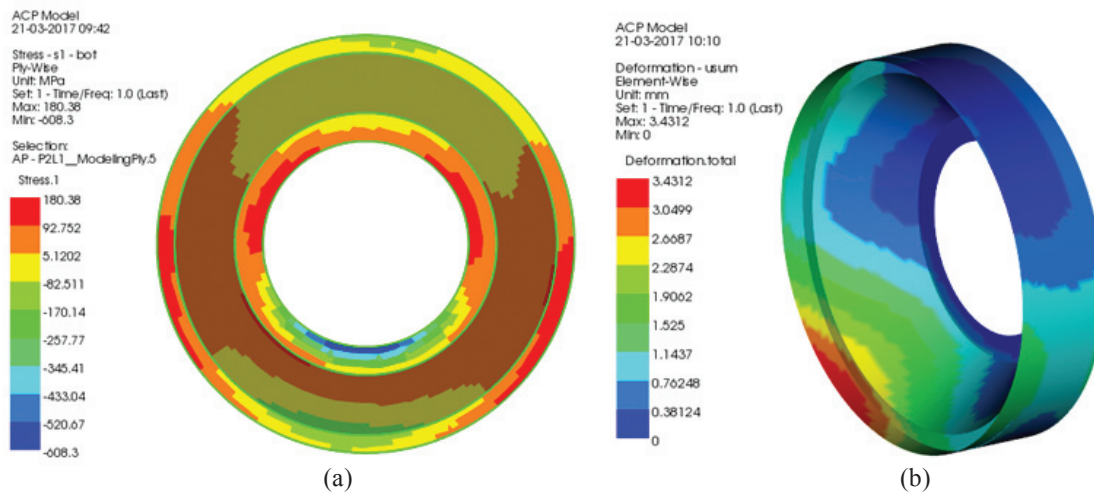 ACP Model
21-03-2017 09:42
Stress - s1 - bot
Ply-Wise
Unit: MPa
Set: 1 - Time/Freq: 1.0 (Last)
Max: 180.38
Min: -608.3
Selection:
AP - P2L1__ModelingPly.5
Stress.1
180.38
92.752
5.1202
-82.511
-170.14
-257.77
-345.41
-433.04
-520.67
-608.3
(a)
ACP Model
21-03-2017 10:10
Deformation - usum
Element-Wise
Unit: mm
Set: 1 - Time/Freq: 1.0 (Last)
Max: 3.4312
Min: 0
Deformation.total
3.4312
3.0499
2.6687
2.2874
1.9062
1.525
1.1437
0.76248
0.38124
0
(b)